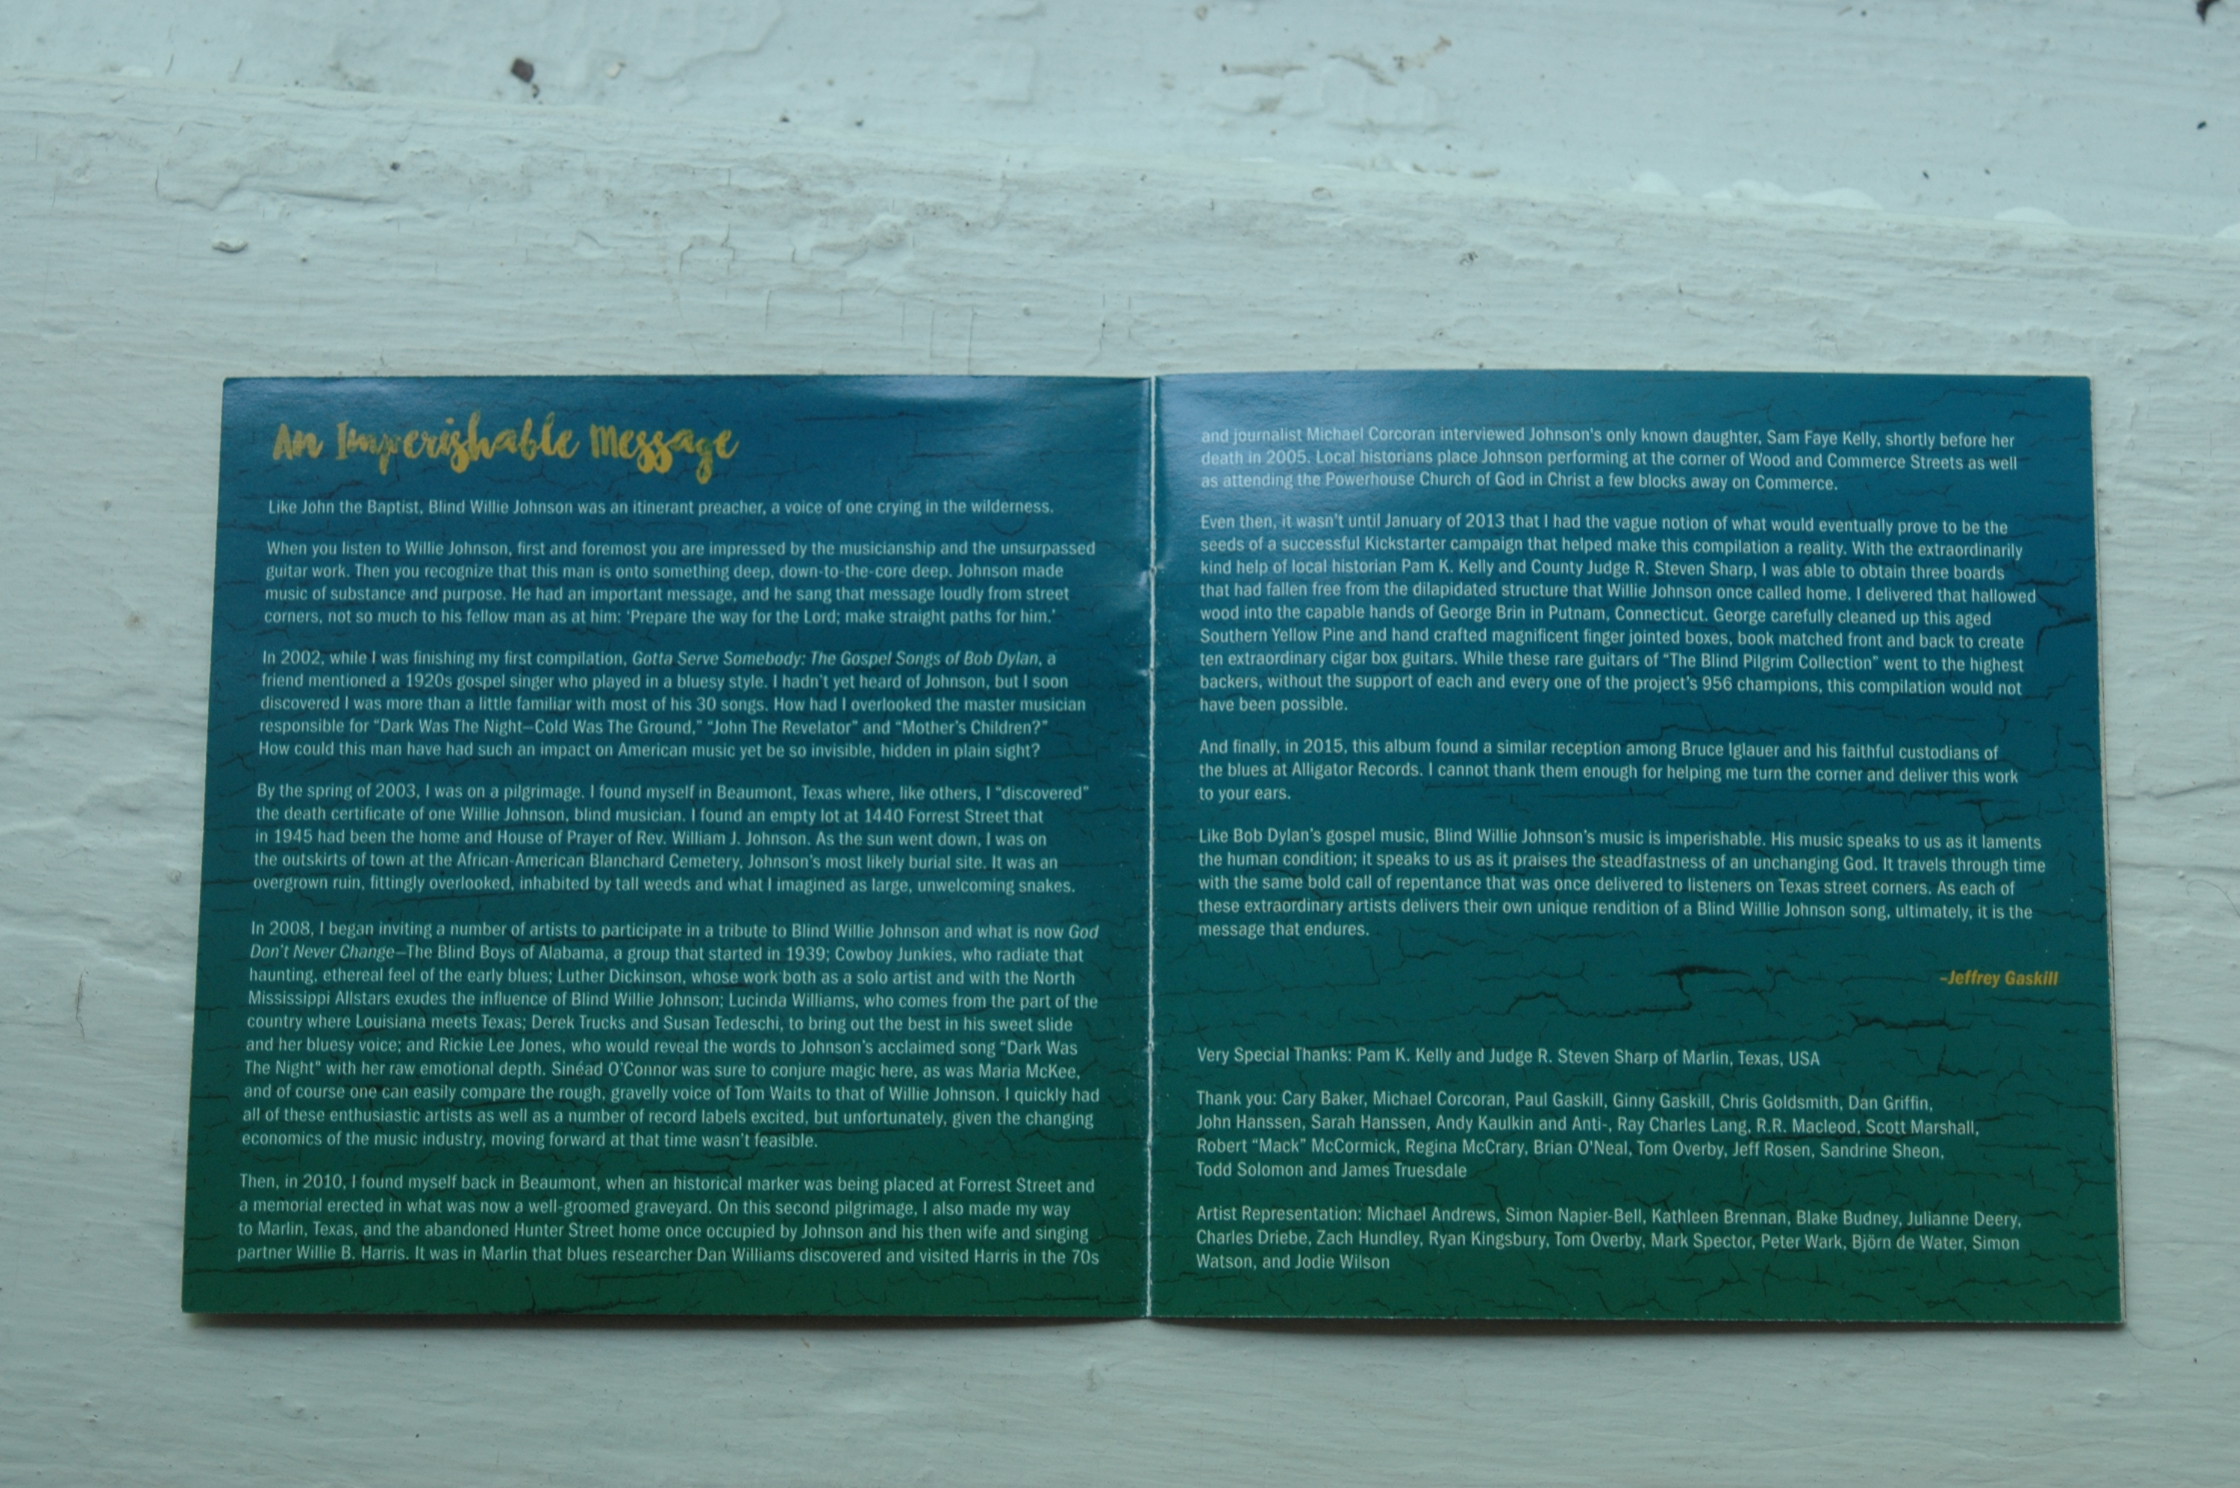 An Imperishable Message
Like John the Baptist, Blind Willie Johnson was an itinerant preacher, a voice of one crying in the wilderness.
When you listen to Willie Johnson, first and foremost you are impressed by the musicianship and the unsurpassed
guitar work. Then you recognize that this man is onto something deep, down-to-the-core deep. Johnson made
music of substance and purpose. He had an important message, and he sang that message loudly from street
corners, not so much to his fellow man as at him: 'Prepare the way for the Lord; make straight paths for him.'
In 2002, while I was finishing my first compilation, Gotta Serve Somebody: The Gospel Songs of Bob Dylan, a
friend mentioned a 1920s gospel singer who played in a bluesy style. I hadn't yet heard of Johnson, but I soon
discovered I was more than a little familiar with most of his 30 songs. How had I overlooked the master musician
responsible for "Dark Was The Night—Cold Was The Ground," "John The Revelator" and "Mother's Children?"
How could this man have had such an impact on American music yet be so invisible, hidden in plain sight?
By the spring of 2003, I was on a pilgrimage. I found myself in Beaumont, Texas where, like others, I "discovered"
the death certificate of one Willie Johnson, blind musician. I found an empty lot at 1440 Forrest Street that
in 1945 had been the home and House of Prayer of Rev. William J. Johnson. As the sun went down, I was on
the outskirts of town at the African-American Blanchard Cemetery, Johnson's most likely burial site. It was an
overgrown ruin, fittingly overlooked, inhabited by tall weeds and what I imagined as large, unwelcoming snakes.
In 2008, I began inviting a number of artists to participate in a tribute to Blind Willie Johnson and what is now God
Don't Never Change—The Blind Boys of Alabama, a group that started in 1939; Cowboy Junkies, who radiate that
haunting, ethereal feel of the early blues; Luther Dickinson, whose work both as a solo artist and with the North
Mississippi Allstars exudes the influence of Blind Willie Johnson; Lucinda Williams, who comes from the part of the
country where Louisiana meets Texas; Derek Trucks and Susan Tedeschi, to bring out the best in his sweet slide
and her bluesy voice; and Rickie Lee Jones, who would reveal the words to Johnson's acclaimed song "Dark Was
The Night" with her raw emotional depth. Sinéad O'Connor was sure to conjure magic here, as was Maria McKee,
and of course one can easily compare the rough, gravelly voice of Tom Waits to that of Willie Johnson. I quickly had
all of these enthusiastic artists as well as a number of record labels excited, but unfortunately, given the changing
economics of the music industry, moving forward at that time wasn't feasible.
Then, in 2010, I found myself back in Beaumont, when an historical marker was being placed at Forrest Street and
a memorial erected in what was now a well-groomed graveyard. On this second pilgrimage, I also made my way
to Marlin, Texas, and the abandoned Hunter Street home once occupied by Johnson and his then wife and singing
partner Willie B. Harris. It was in Marlin that blues researcher Dan Williams discovered and visited Harris in the 70s
and journalist Michael Corcoran interviewed Johnson's only known daughter, Sam Faye Kelly, shortly before her
death in 2005. Local historians place Johnson performing at the corner of Wood and Commerce Streets as well
as attending the Powerhouse Church of God in Christ a few blocks away on Commerce.
Even then, it wasn't until January of 2013 that I had the vague notion of what would eventually prove to be the
seeds of a successful Kickstarter campaign that helped make this compilation a reality. With the extraordinarily
kind help of local historian Pam K. Kelly and County Judge R. Steven Sharp, I was able to obtain three boards
that had fallen free from the dilapidated structure that Willie Johnson once called home. I delivered that hallowed
wood into the capable hands of George Brin in Putnam, Connecticut. George carefully cleaned up this aged
Southern Yellow Pine and hand crafted magnificent finger jointed boxes, book matched front and back to create
ten extraordinary cigar box guitars. While these rare guitars of "The Blind Pilgrim Collection" went to the highest
backers, without the support of each and every one of the project's 956 champions, this compilation would not
have been possible.
And finally, in 2015, this album found a similar reception among Bruce Iglauer and his faithful custodians of
the blues at Alligator Records. I cannot thank them enough for helping me turn the corner and deliver this work
to your ears.
Like Bob Dylan's gospel music, Blind Willie Johnson's music is imperishable. His music speaks to us as it laments
the human condition; it speaks to us as it praises the steadfastness of an unchanging God. It travels through time
with the same bold call of repentance that was once delivered to listeners on Texas street corners. As each of
these extraordinary artists delivers their own unique rendition of a Blind Willie Johnson song, ultimately, it is the
message that endures.
-Jeffrey Gaskill
Very Special Thanks: Pam K. Kelly and Judge R. Steven Sharp of Marlin, Texas, USA
Thank you: Cary Baker, Michael Corcoran, Paul Gaskill, Ginny Gaskill, Chris Goldsmith, Dan Griffin,
John Hanssen, Sarah Hanssen, Andy Kaulkin and Anti-, Ray Charles Lang, R.R. Macleod, Scott Marshall,
Robert "Mack" McCormick, Regina McCrary, Brian O'Neal, Tom Overby, Jeff Rosen, Sandrine Sheon,
Todd Solomon and James Truesdale
Artist Representation: Michael Andrews, Simon Napier-Bell, Kathleen Brennan, Blake Budney, Julianne Deery,
Charles Driebe, Zach Hundley, Ryan Kingsbury, Tom Overby, Mark Spector, Peter Wark, Björn de Water, Simon
Watson, and Jodie Wilson